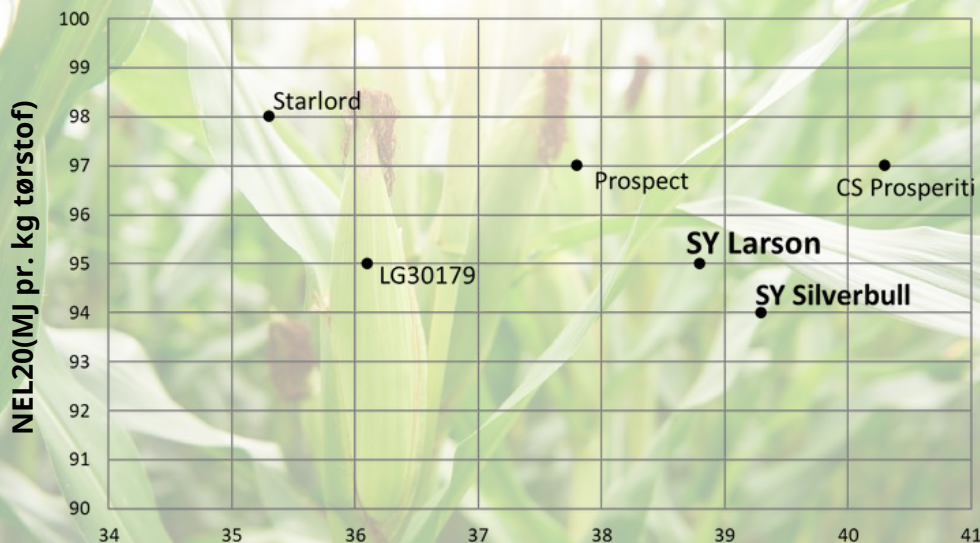 NEL20(MJ pr. kg tørstof)
100
99
98
97
96
95
94
93
92
91
90
Starlord
Prospect
CS Prosperiti
SY Larson
LG30179
SY Silverbull
34 35 36 37 38 39 40 41